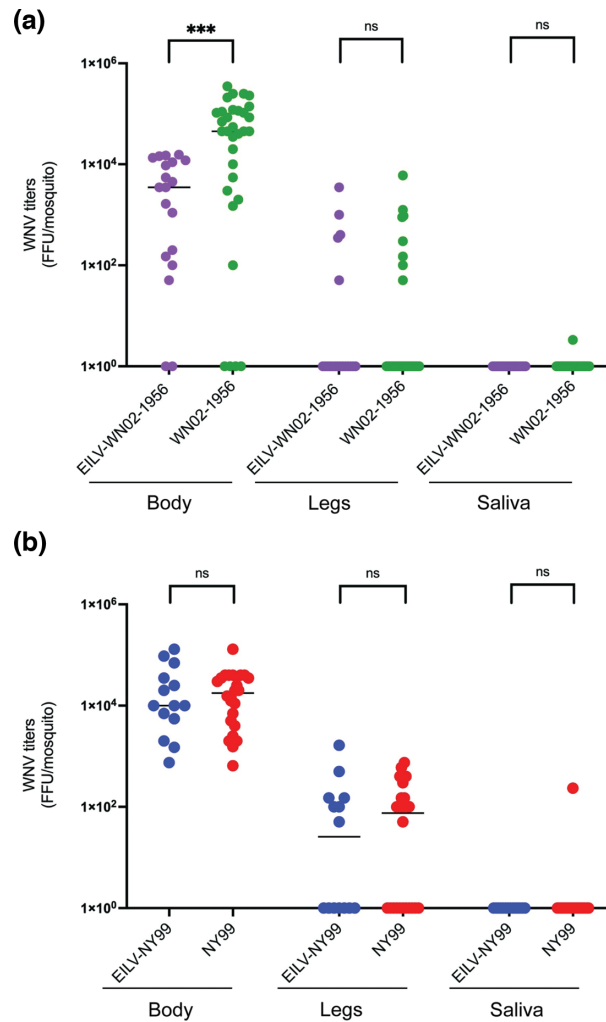 (a)
***
ns
ns
WNV titers
(FFU/mosquito)
1×10⁶
1×10⁴
1×10²
1×10⁰
EILV-WN02-1956
WN02-1956
EILV-WN02-1956
WN02-1956
EILV-WN02-1956
WN02-1956
Body
Legs
Saliva
(b)
ns
ns
ns
WNV titers
(FFU/mosquito)
1×10⁶
1×10⁴
1×10²
1×10⁰
EILV-NY99
NY99
EILV-NY99
NY99
EILV-NY99
NY99
Body
Legs
Saliva